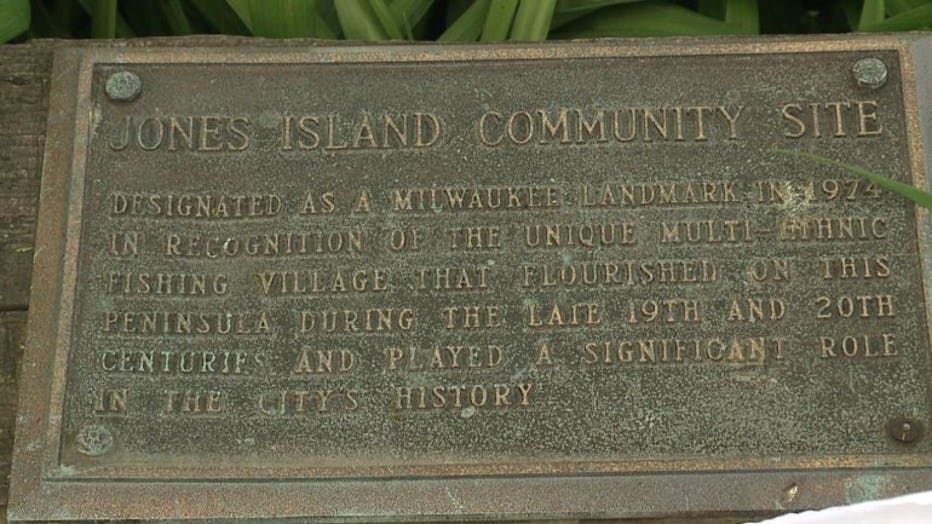 JONES ISLAND COMMUNITY SITE
DESIGNATED AS A MILWAUKEE LANDMARK IN 1974
IN RECOGNITION OF THE UNIQUE MULTI-ETHNIC
FISHING VILLAGE THAT FLOURISHED ON THIS
PENINSULA DURING THE LATE 19TH AND 20TH
CENTURIES AND PLAYED A SIGNIFICANT ROLE
IN THE CITY'S HISTORY